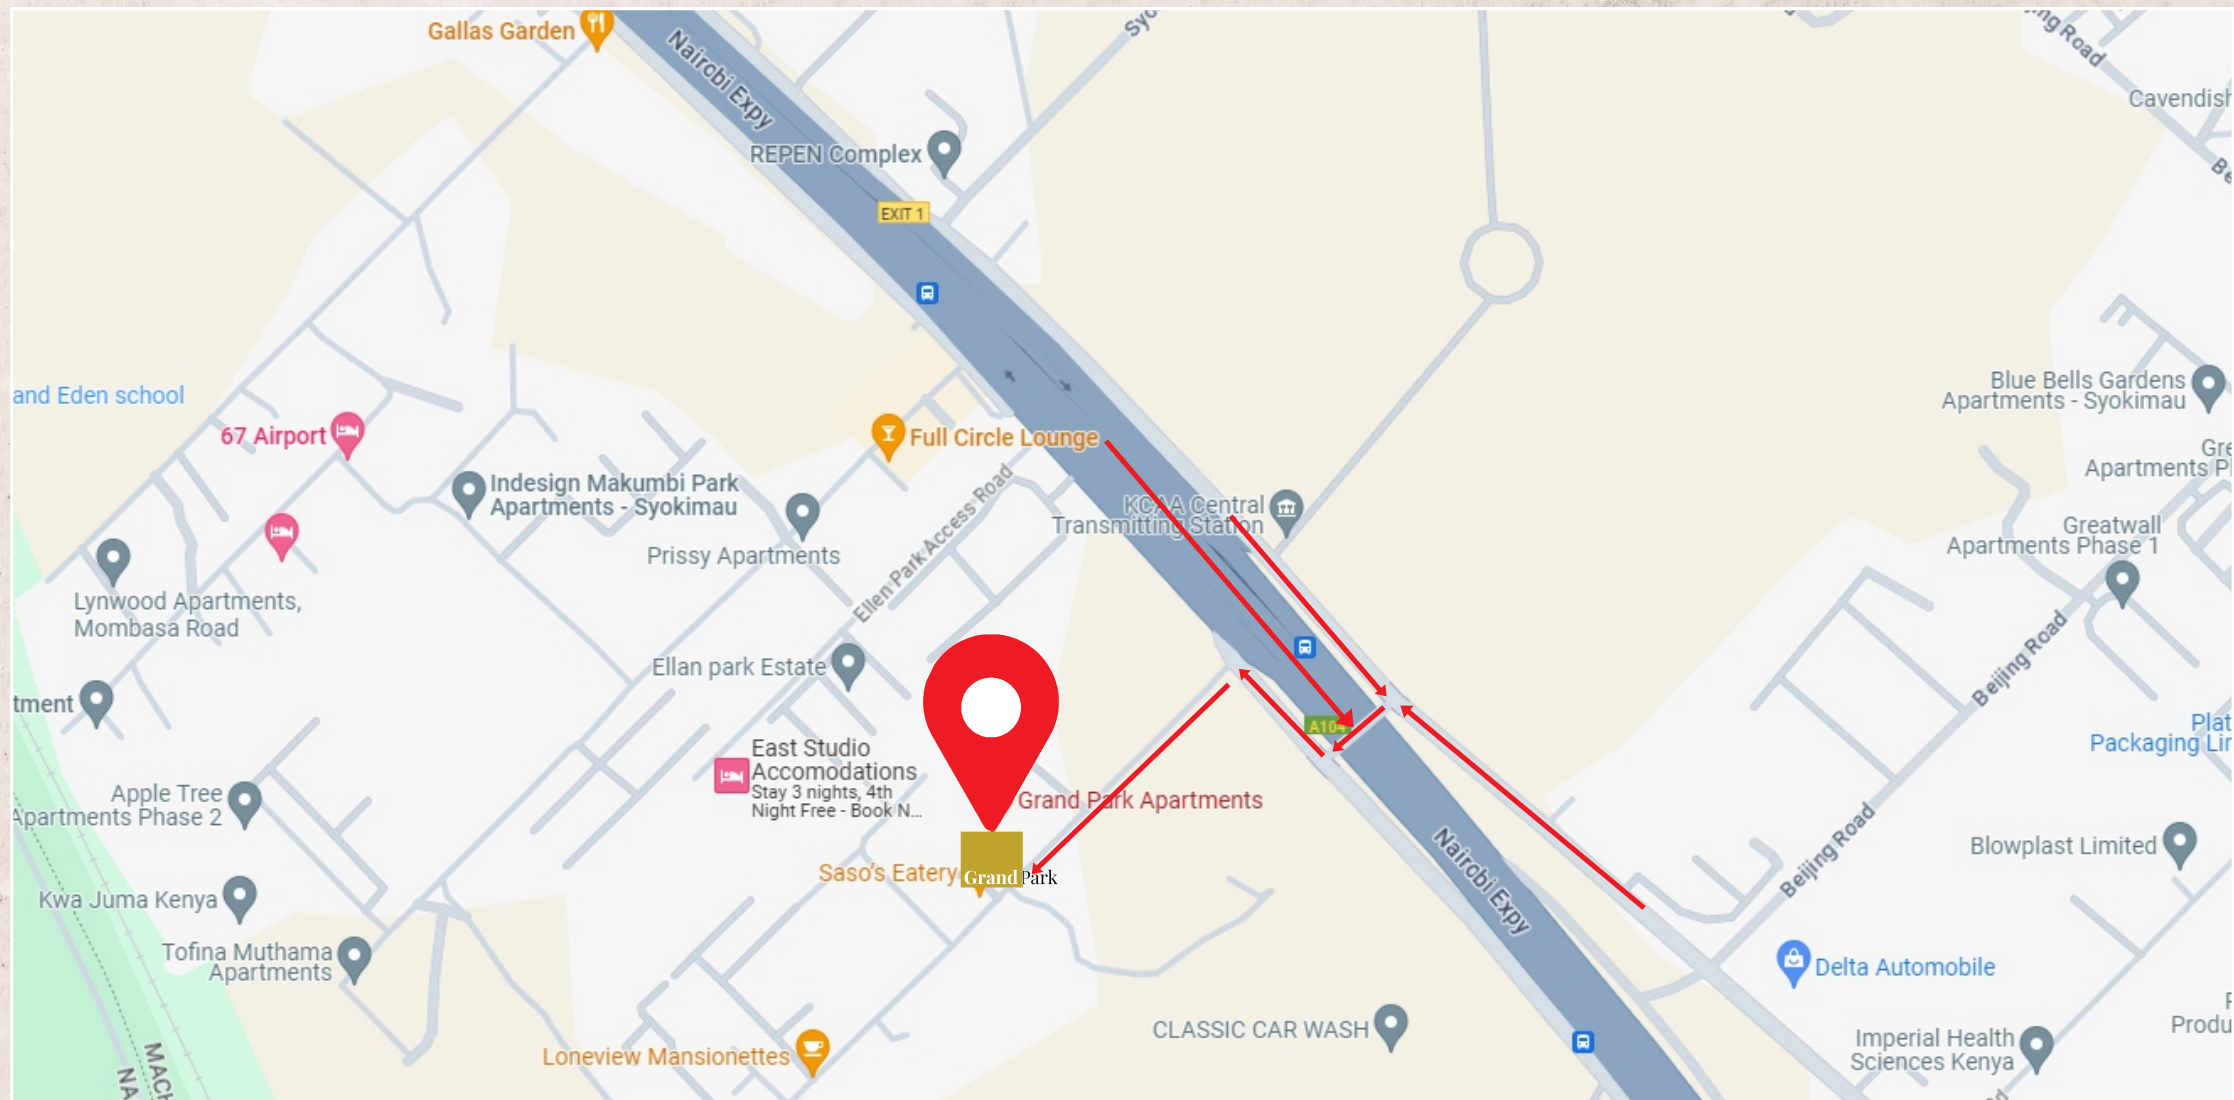 Gallas Garden
Nairobi Expy
REPEN Complex
EXIT 1
Cavendish
and Eden school
67 Airport
Full Circle Lounge
Indesign Makumbi Park
Apartments - Syokimau
Prissy Apartments
Ellen Park Access Road
KCAA Central
Transmitting Station
Blue Bells Gardens
Apartments - Syokimau
Greatwall
Apartments Phase 1
Lynwood Apartments,
Mombasa Road
Ellan park Estate
Beijing Road
tment
A104
East Studio
Accomodations
Stay 3 nights, 4th
Night Free - Book N...
Grand Park Apartments
Packaging
Apple Tree
Apartments Phase 2
Saso's Eatery
Grand Park
Nairobi Expy
Beijing Road
Blowplast Limited
Kwa Juma Kenya
Tofina Muthama
Apartments
Delta Automobile
CLASSIC CAR WASH
Imperial Health
Sciences Kenya
Loneview Mansionettes